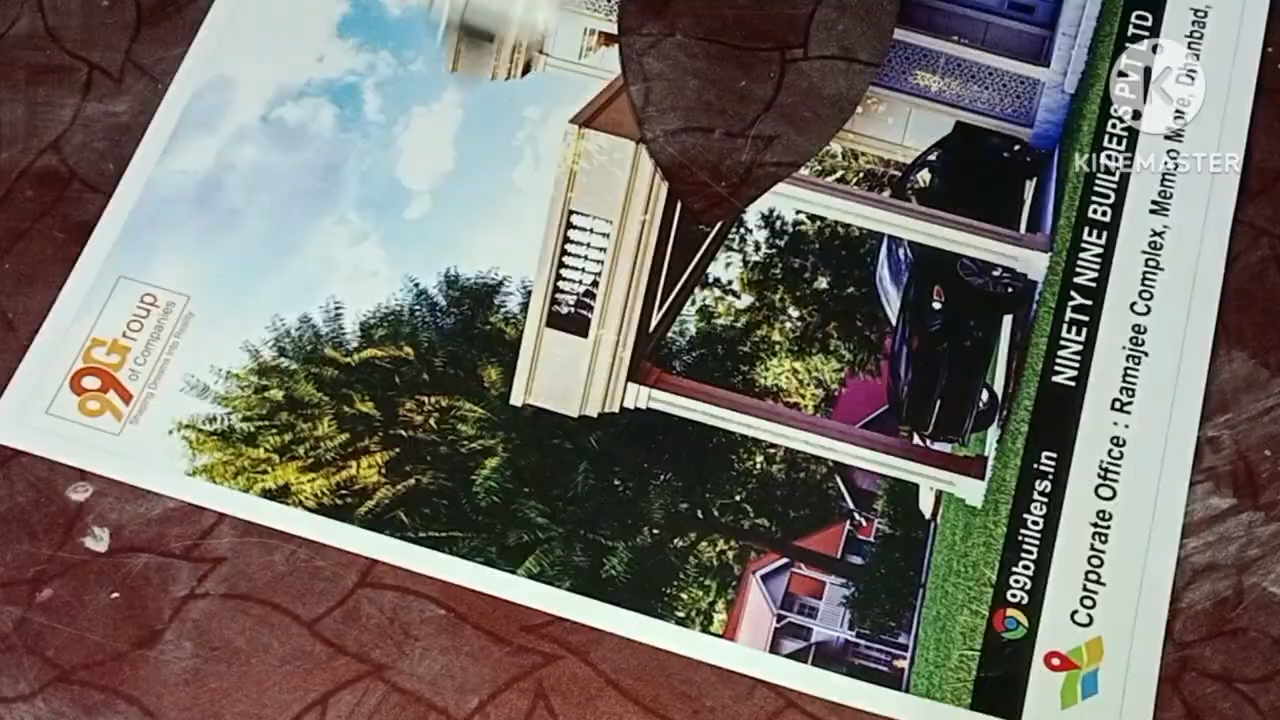 99Group
of Companies
Shaping Dreams Into Reality
99builders.in NINETY NINE BUILDERS PVT LTD
Corporate Office : Ramajee Complex, Memco More, Dhanbad,
KINEMASTER